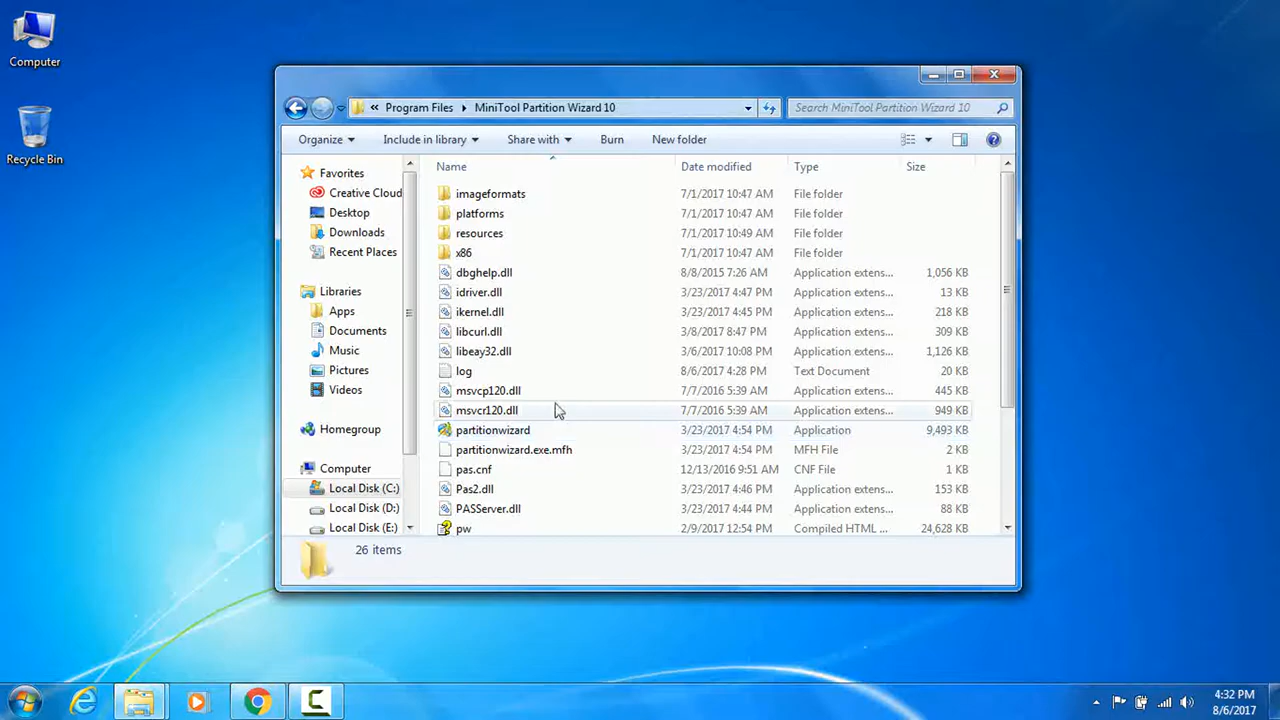 Computer
Recycle Bin
« Program Files MiniTool Partition Wizard 10
Search MiniTool Partition Wizard 10
Organize Include in library Share with Burn New folder
Favorites
Creative Cloud
Desktop
Downloads
Recent Places
Libraries
Apps
Documents
Music
Pictures
Videos
Homegroup
Computer
Local Disk (C:)
Local Disk (D:)
Local Disk (E:)
Name Date modified Type Size
imageformats 7/1/2017 10:47 AM File folder
platforms 7/1/2017 10:47 AM File folder
resources 7/1/2017 10:49 AM File folder
x86 7/1/2017 10:47 AM File folder
dbghelp.dll 8/8/2015 7:26 AM Application extens... 1,056 KB
idriver.dll 3/23/2017 4:47 PM Application extens... 13 KB
ikernel.dll 3/23/2017 4:45 PM Application extens... 218 KB
libcurl.dll 3/8/2017 8:47 PM Application extens... 309 KB
libeay32.dll 3/6/2017 10:08 PM Application extens... 1,126 KB
log 8/6/2017 4:28 PM Text Document 20 KB
msvcp120.dll 7/7/2016 5:39 AM Application extens... 445 KB
msvcr120.dll 7/7/2016 5:39 AM Application extens... 949 KB
partitionwizard 3/23/2017 4:54 PM Application 9,493 KB
partitionwizard.exe.mfh 3/23/2017 4:54 PM MFH File 2 KB
pas.cnf 12/13/2016 9:51 AM CNF File 1 KB
Pas2.dll 3/23/2017 4:46 PM Application extens... 153 KB
PASServer.dll 3/23/2017 4:44 PM Application extens... 88 KB
pw 2/9/2017 12:54 PM Compiled HTML ... 24,628 KB
26 items
4:32 PM
8/6/2017